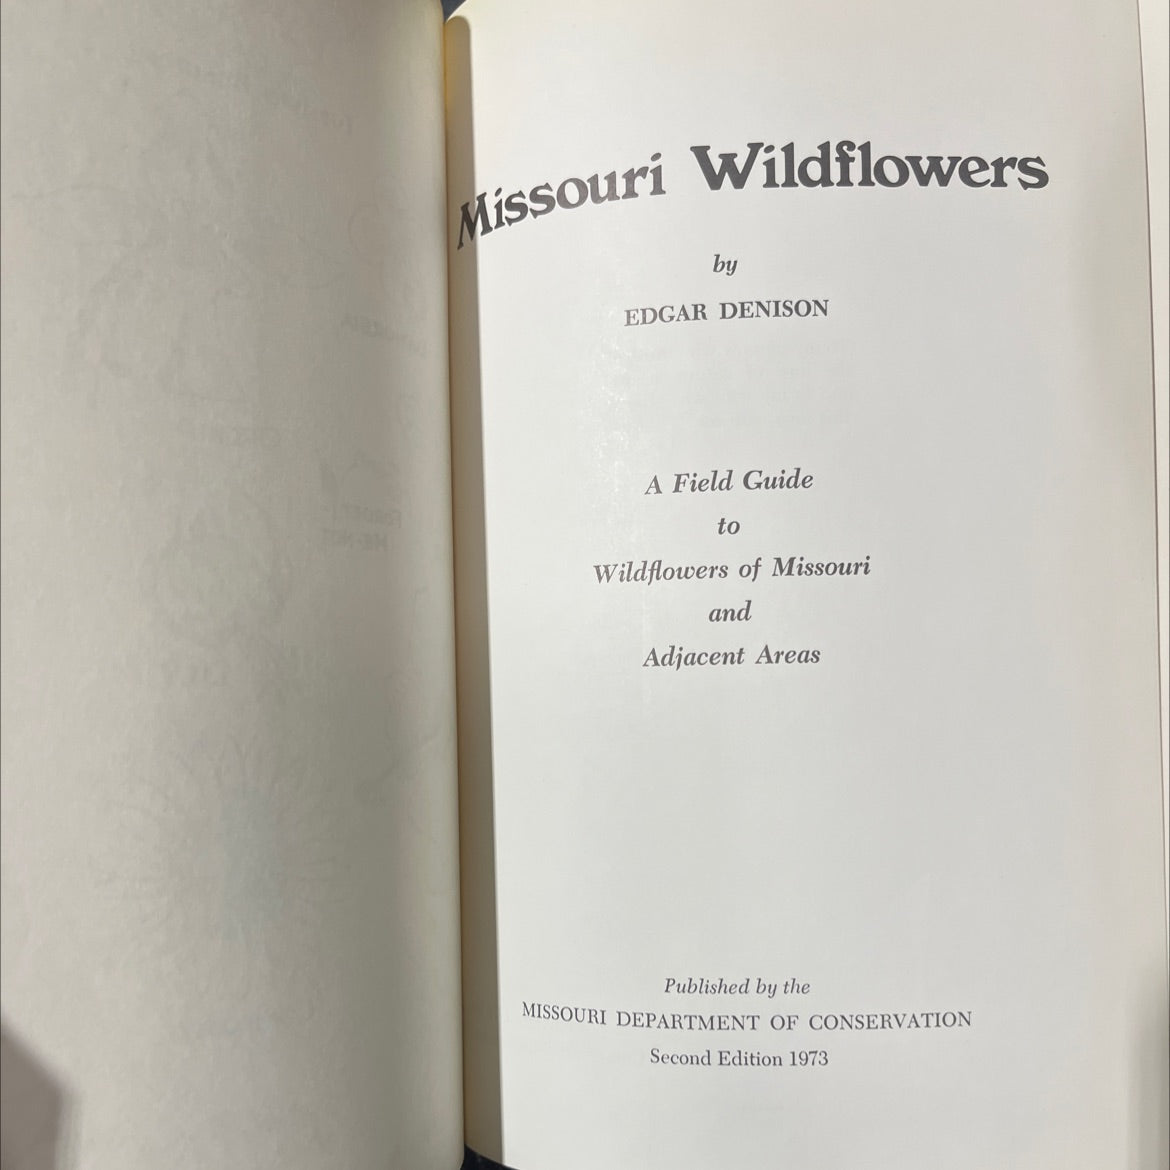 Missouri Wildflowers
by
EDGAR DENISON
A Field Guide
to
Wildflowers of Missouri
and
Adjacent Areas
Published by the
MISSOURI DEPARTMENT OF CONSERVATION
Second Edition 1973